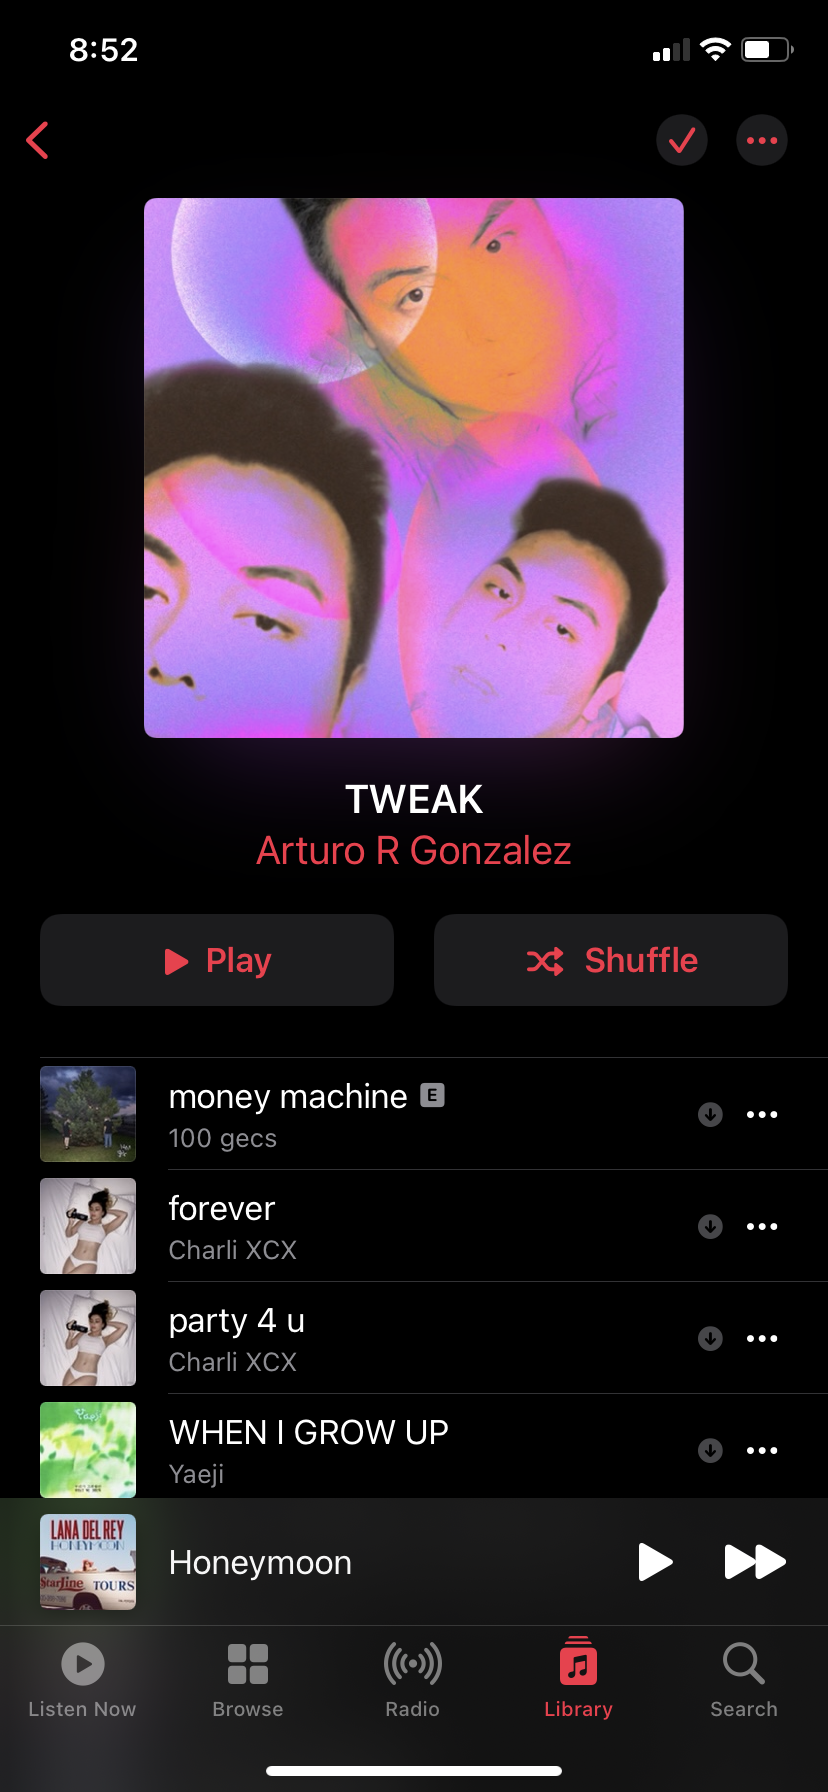 8:52
TWEAK
Arturo R Gonzalez
Play
Shuffle
money machine E
100 gecs
forever
Charli XCX
party 4 u
Charli XCX
Yaeji
WHEN I GROW UP
Yaeji
LANA DEL REY
HONEYMOON
StarLine TOURS
Honeymoon
Listen Now
Browse
Radio
Library
Search